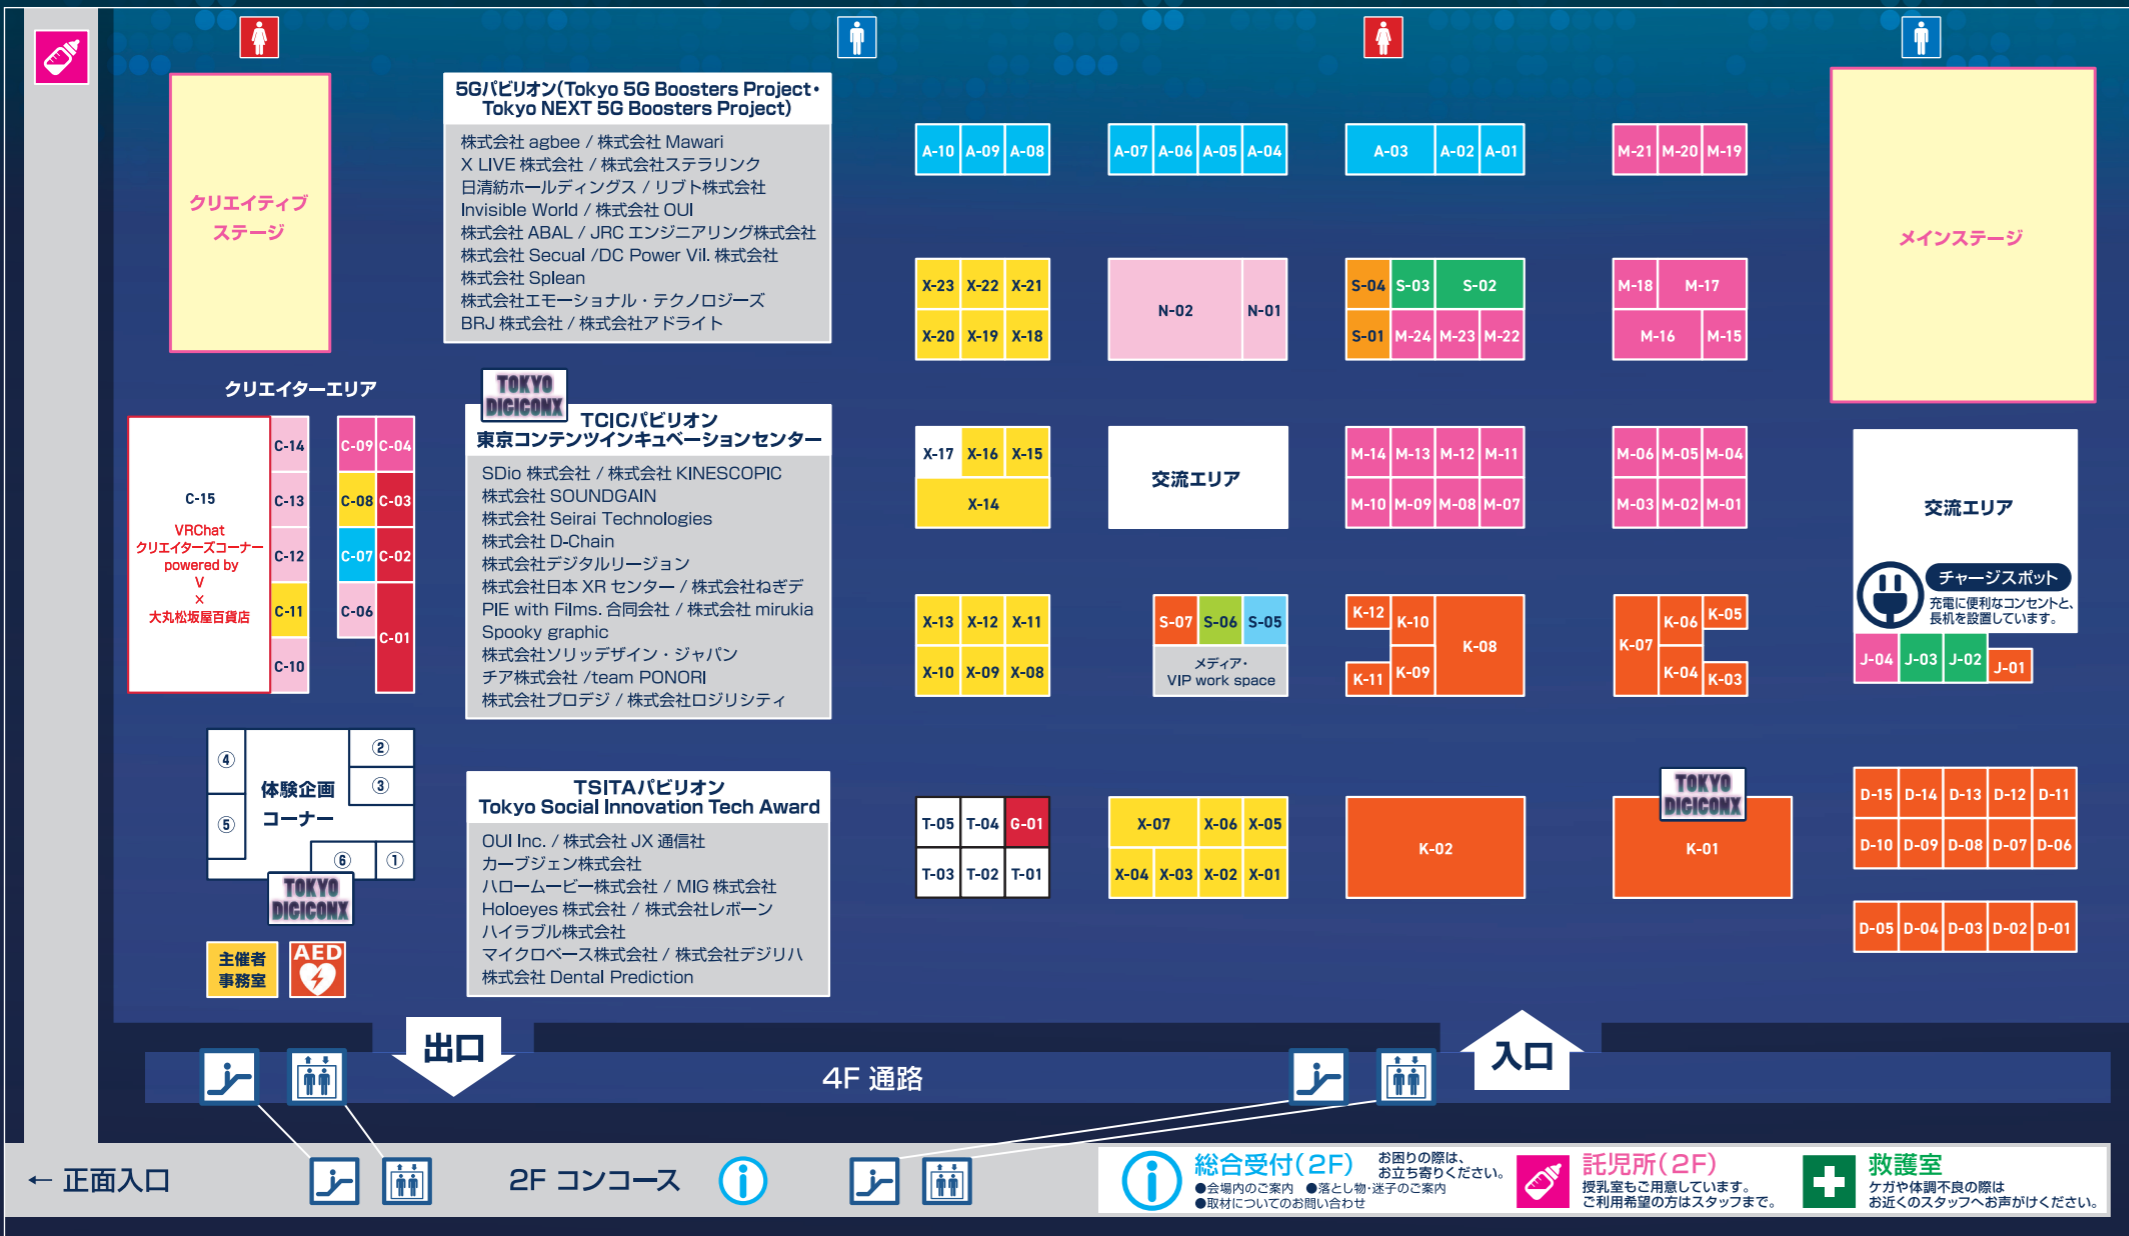 5Gパビリオン(Tokyo 5G Boosters Project・
Tokyo NEXT 5G Boosters Project)
株式会社 agbee / 株式会社 Mawari
X LIVE 株式会社 / 株式会社ステラリンク
日清紡ホールディングス / リブト株式会社
Invisible World / 株式会社 OUI
株式会社 ABAL / JRC エンジニアリング株式会社
株式会社 Secual /DC Power Vil. 株式会社
株式会社 Splean
株式会社エモーショナル・テクノロジーズ
BRJ 株式会社 / 株式会社アドライト
クリエイティブ
ステージ
A-10 A-09 A-08
A-07 A-06 A-05 A-04
A-03 A-02 A-01
M-21 M-20 M-19
メインステージ
X-23 X-22 X-21
X-20 X-19 X-18
N-02 N-01
S-04 S-03 S-02
S-01 M-24 M-23 M-22
M-18 M-17
M-16 M-15
クリエイターエリア
C-15
VRChat
クリエイターズコーナー
powered by
V
×
大丸松坂屋百貨店
C-14
C-13
C-12
C-11
C-10
C-09 C-04
C-08 C-03
C-07 C-02
C-06
C-01
TOKYO
DIGICONX
TCICパビリオン
東京コンテンツインキュベーションセンター
SDio 株式会社 / 株式会社 KINESCOPIC
株式会社 SOUNDGAIN
株式会社 Seirai Technologies
株式会社 D-Chain
株式会社デジタルリージョン
株式会社日本 XR センター / 株式会社ねぎデ
PIE with Films. 合同会社 / 株式会社 mirukia
Spooky graphic
株式会社ソリッデザイン・ジャパン
チア株式会社 /team PONORI
株式会社プロデジ / 株式会社ロジリシティ
X-17 X-16 X-15
X-14
交流エリア
M-14 M-13 M-12 M-11
M-10 M-09 M-08 M-07
M-06 M-05 M-04
M-03 M-02 M-01
交流エリア
チャージスポット
充電に便利なコンセントと、
長机を設置しています。
J-04 J-03 J-02 J-01
X-13 X-12 X-11
X-10 X-09 X-08
S-07 S-06 S-05
メディア・
VIP work space
K-12 K-10
K-08
K-11 K-09
K-07
K-06 K-05
K-04 K-03
体験企画
コーナー
④
⑤
②
③
⑥ ①
TOKYO
DIGICONX
主催者
事務室
AED
TSITAパビリオン
Tokyo Social Innovation Tech Award
OUI Inc. / 株式会社 JX 通信社
カーブジェン株式会社
ハロームービー株式会社 / MIG 株式会社
Holoeyes 株式会社 / 株式会社レボーン
ハイラブル株式会社
マイクロベース株式会社 / 株式会社デジリハ
株式会社 Dental Prediction
T-05 T-04 G-01
T-03 T-02 T-01
X-07 X-06 X-05
X-04 X-03 X-02 X-01
K-02
TOKYO
DIGICONX
K-01
D-15 D-14 D-13 D-12 D-11
D-10 D-09 D-08 D-07 D-06
D-05 D-04 D-03 D-02 D-01
出口
4F 通路
入口
← 正面入口
2F コンコース
総合受付(2F)
お困りの際は、
お立ち寄りください。
●会場内のご案内 ●落とし物・迷子のご案内
●取材についてのお問い合わせ
託児所(2F)
授乳室もご用意しています。
ご利用希望の方はスタッフまで。
救護室
ケガや体調不良の際は
お近くのスタッフへお声がけください。